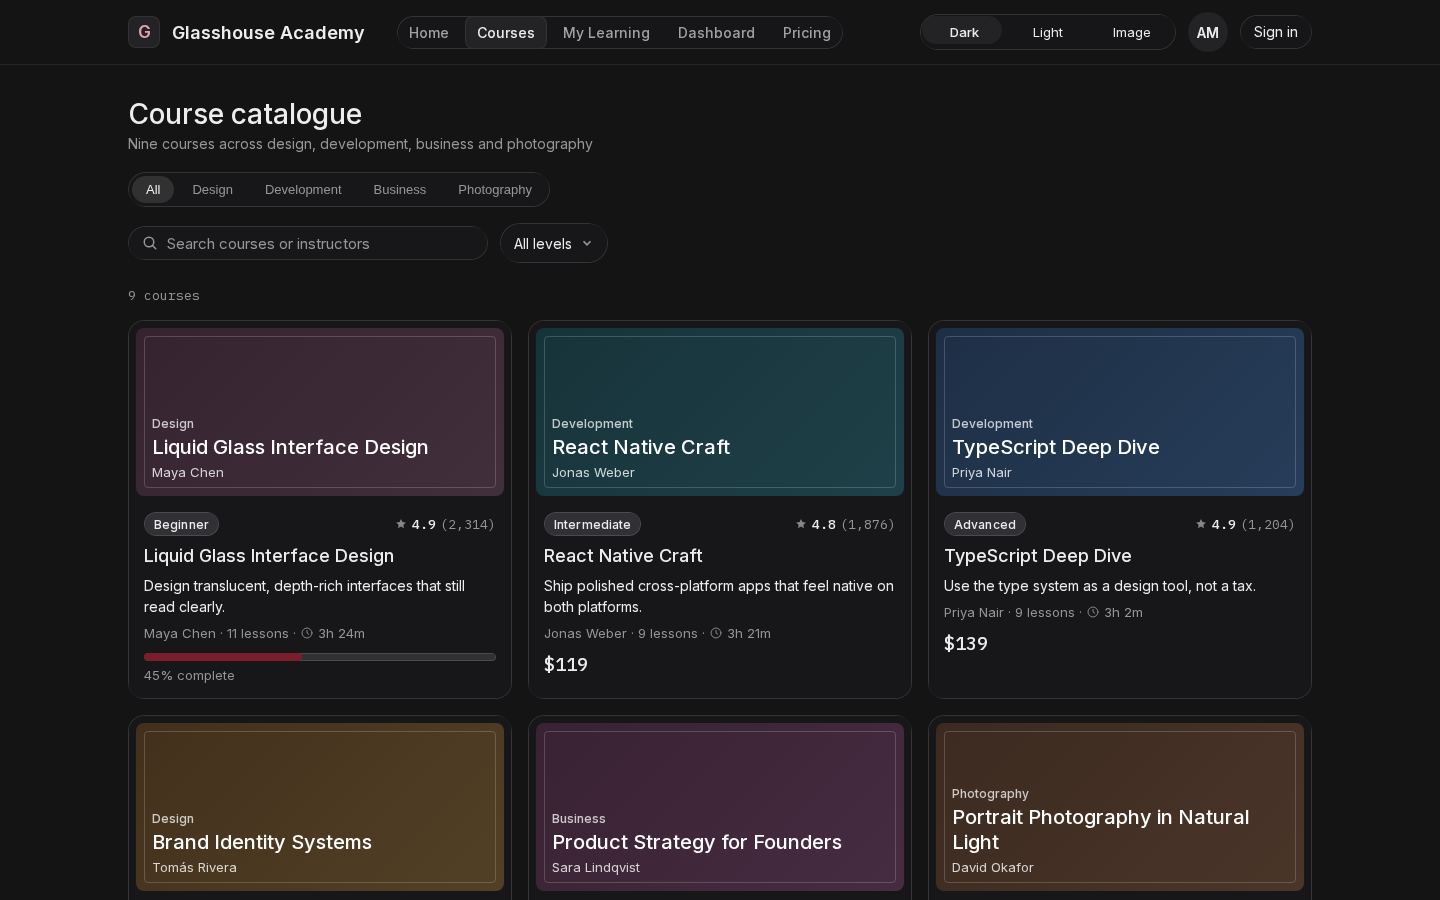 G Glasshouse Academy Home Courses My Learning Dashboard Pricing Dark Light Image AM Sign in
Course catalogue
Nine courses across design, development, business and photography
All Design Development Business Photography
Search courses or instructors All levels
9 courses
Design
Liquid Glass Interface Design
Maya Chen
Beginner 4.9 (2,314)
Liquid Glass Interface Design
Design translucent, depth-rich interfaces that still
read clearly.
Maya Chen · 11 lessons · 3h 24m
45% complete
Development
React Native Craft
Jonas Weber
Intermediate 4.8 (1,876)
React Native Craft
Ship polished cross-platform apps that feel native on
both platforms.
Jonas Weber · 9 lessons · 3h 21m
$119
Development
TypeScript Deep Dive
Priya Nair
Advanced 4.9 (1,204)
TypeScript Deep Dive
Use the type system as a design tool, not a tax.
Priya Nair · 9 lessons · 3h 2m
$139
Design
Brand Identity Systems
Tomás Rivera
Business
Product Strategy for Founders
Sara Lindqvist
Photography
Portrait Photography in Natural
Light
David Okafor